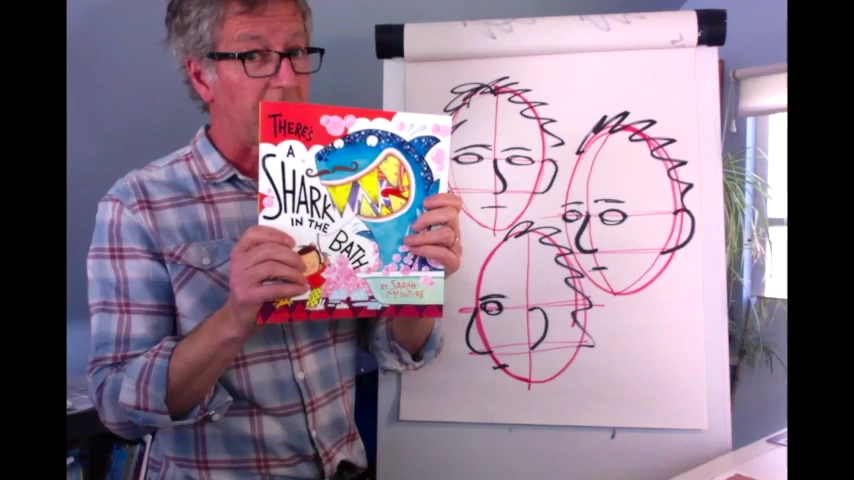 THERE'S
A
SHARK
IN THE
BATH
BY SARAH
MCINTYRE